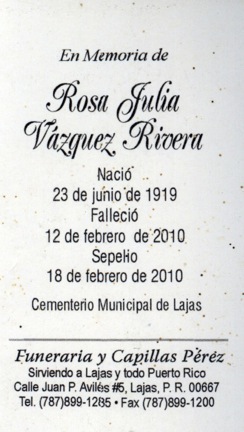 En Memoria de
Rosa Julia
Vázquez Rivera
Nació
23 de junio de 1919
Falleció
12 de febrero de 2010
Sepelio
18 de febrero de 2010
Cementerio Municipal de Lajas
Funeraria y Capillas Pérez
Sirviendo a Lajas y todo Puerto Rico
Calle Juan P. Avilés #5, Lajas, P. R. 00667
Tel. (787)899-1285 • Fax (787)899-1200